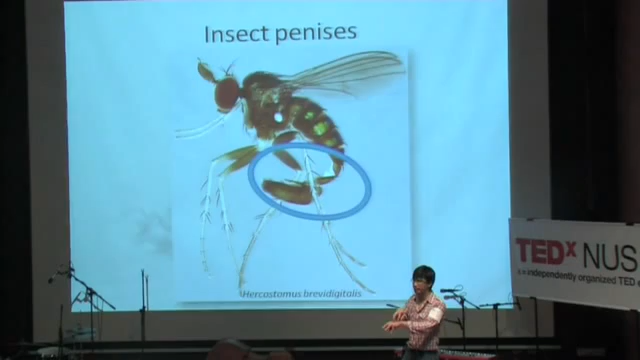 Insect penises
Hercostomus brevidigitalis
TEDx NUS
x = independently organized TED e